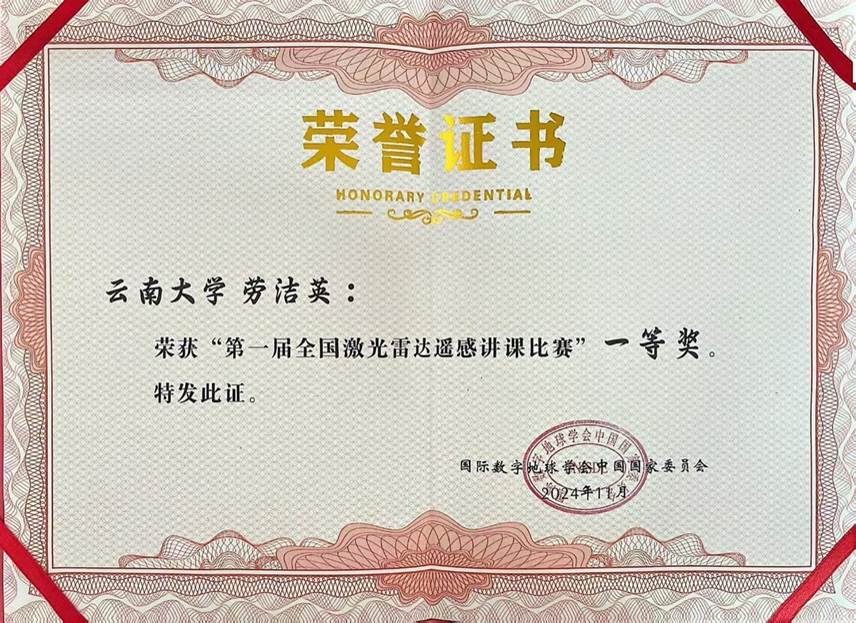 荣誉证书
HONORARY CREDENTIAL
云南大学 劳洁英：
荣获“第一届全国激光雷达遥感讲课比赛”一等奖。
特发此证。
国际数字地球学会中国国家委员会
2024年11月